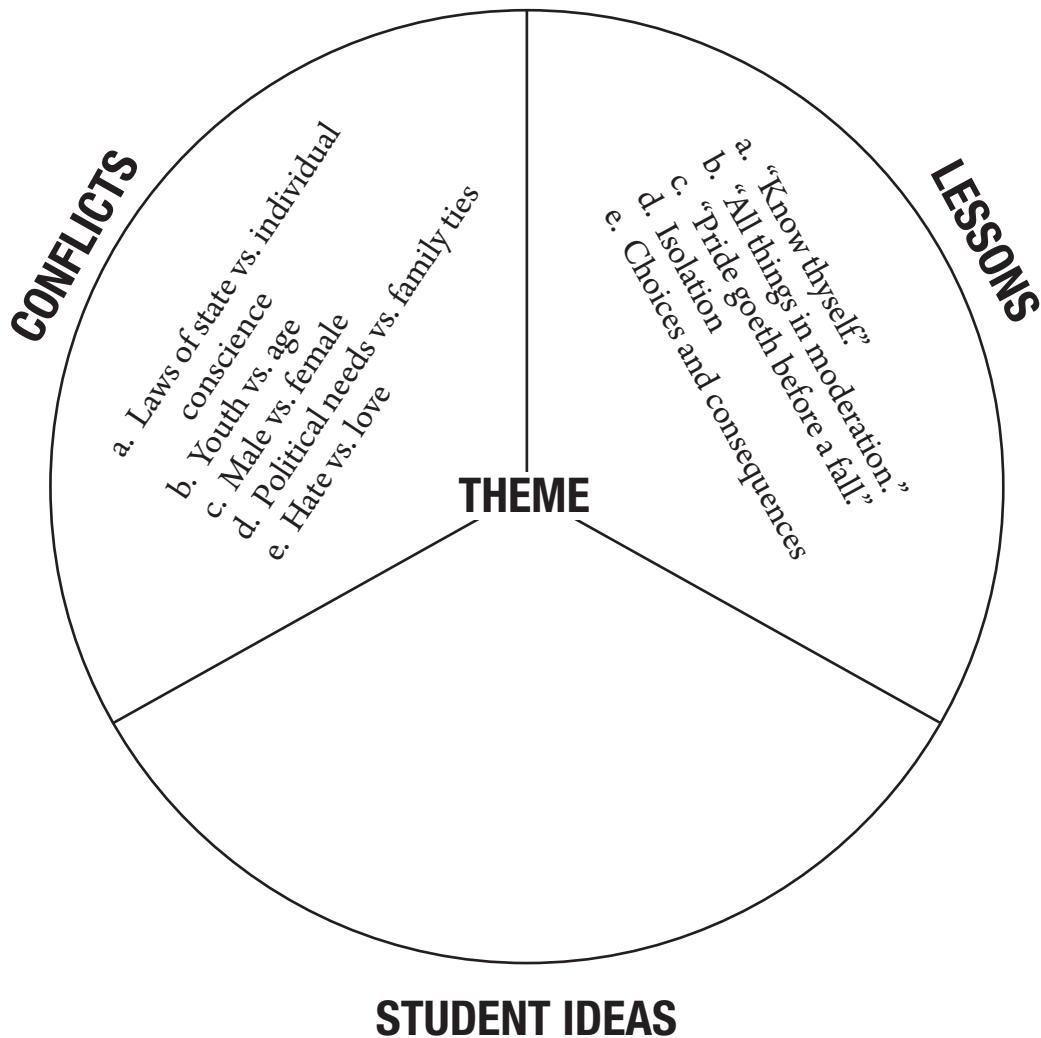 CONFLICTS
a. Laws of state vs. individual
conscience
b. Youth vs. age
c. Male vs. female
d. Political needs vs. family ties
e. Hate vs. love
LESSONS
a. “Know thyself.”
b. “All things in moderation.”
c. “Pride goeth before a fall.”
d. Isolation
e. Choices and consequences
THEME
STUDENT IDEAS